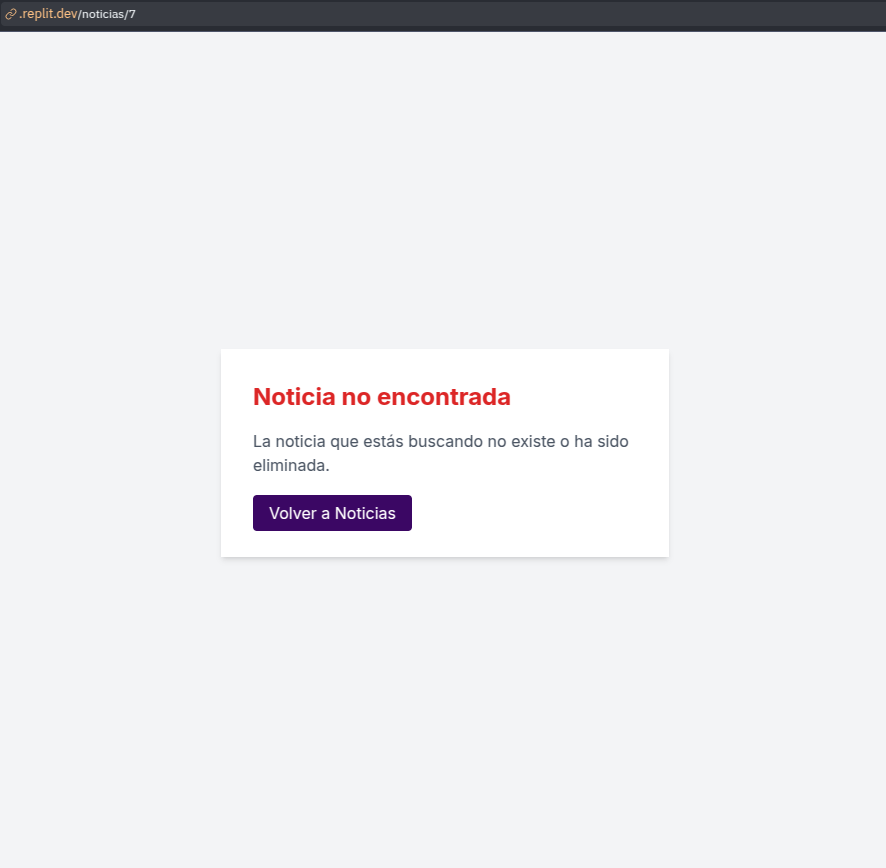 .replit.dev/noticias/7
Noticia no encontrada
La noticia que estás buscando no existe o ha sido
eliminada.
Volver a Noticias